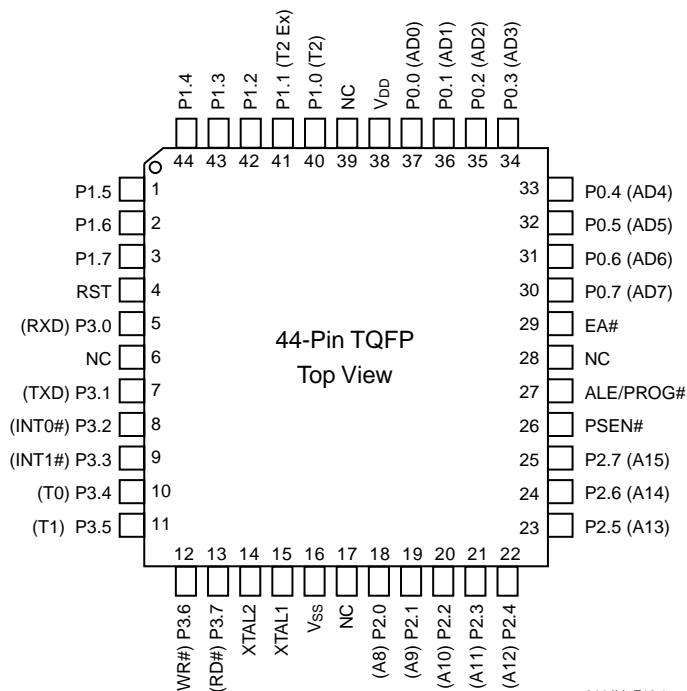 P1.4
P1.3
P1.2
P1.1 (T2 Ex)
P1.0 (T2)
NC
VDD
P0.0 (AD0)
P0.1 (AD1)
P0.2 (AD2)
P0.3 (AD3)
44 43 42 41 40 39 38 37 36 35 34
P1.5 1
P1.6 2
P1.7 3
RST 4
(RXD) P3.0 5
NC 6
(TXD) P3.1 7
(INT0#) P3.2 8
(INT1#) P3.3 9
(T0) P3.4 10
(T1) P3.5 11
44-Pin TQFP
Top View
33 P0.4 (AD4)
32 P0.5 (AD5)
31 P0.6 (AD6)
30 P0.7 (AD7)
29 EA#
28 NC
27 ALE/PROG#
26 PSEN#
25 P2.7 (A15)
24 P2.6 (A14)
23 P2.5 (A13)
12 13 14 15 16 17 18 19 20 21 22
WR#) P3.6
(RD#) P3.7
XTAL2
XTAL1
VSS
NC
(A8) P2.0
(A9) P2.1
(A10) P2.2
(A11) P2.3
(A12) P2.4